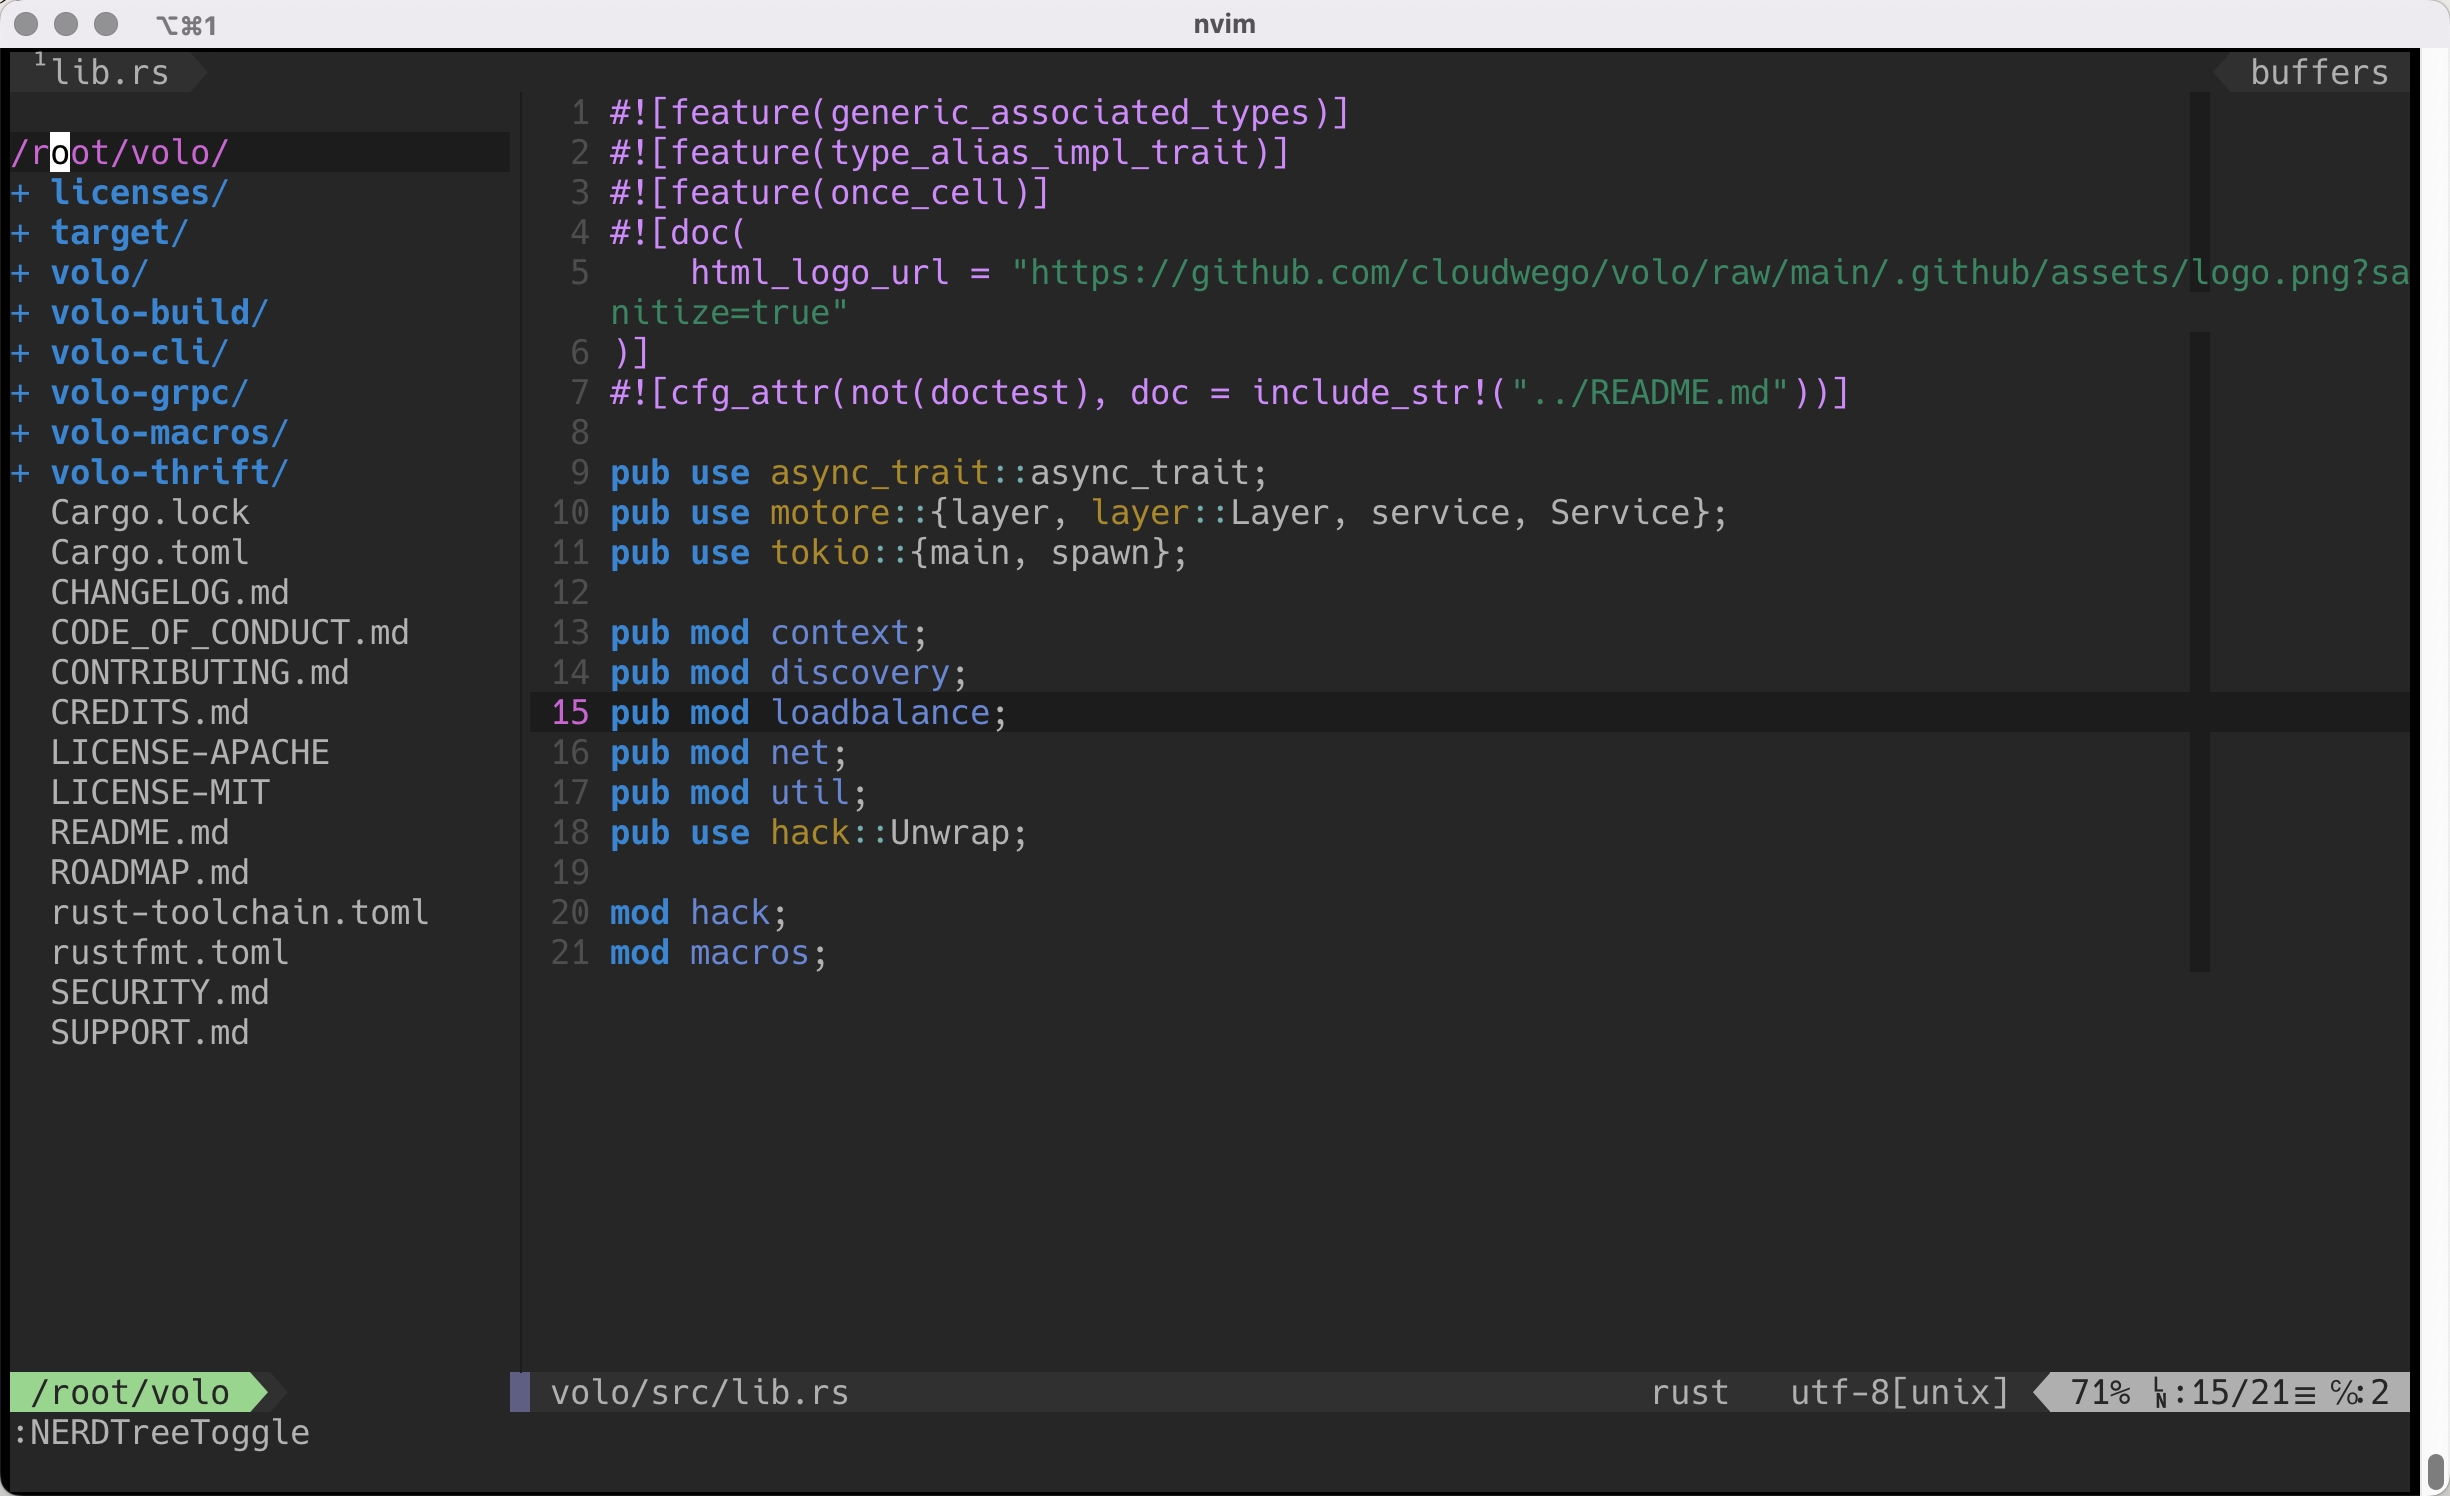 ⌥⌘1 nvim
1 lib.rs buffers
/root/volo/
+ licenses/
+ target/
+ volo/
+ volo-build/
+ volo-cli/
+ volo-grpc/
+ volo-macros/
+ volo-thrift/
Cargo.lock
Cargo.toml
CHANGELOG.md
CODE_OF_CONDUCT.md
CONTRIBUTING.md
CREDITS.md
LICENSE-APACHE
LICENSE-MIT
README.md
ROADMAP.md
rust-toolchain.toml
rustfmt.toml
SECURITY.md
SUPPORT.md
1 #![feature(generic_associated_types)]
2 #![feature(type_alias_impl_trait)]
3 #![feature(once_cell)]
4 #![doc(
5     html_logo_url = "https://github.com/cloudwego/volo/raw/main/.github/assets/logo.png?sa
nitize=true"
6 )]
7 #![cfg_attr(not(doctest), doc = include_str!("../README.md"))]
8
9 pub use async_trait::async_trait;
10 pub use motore::{layer, layer::Layer, service, Service};
11 pub use tokio::{main, spawn};
12
13 pub mod context;
14 pub mod discovery;
15 pub mod loadbalance;
16 pub mod net;
17 pub mod util;
18 pub use hack::Unwrap;
19
20 mod hack;
21 mod macros;
/root/volo
volo/src/lib.rs rust utf-8[unix] 71% ␊:15/21≡ ℅:2
:NERDTreeToggle